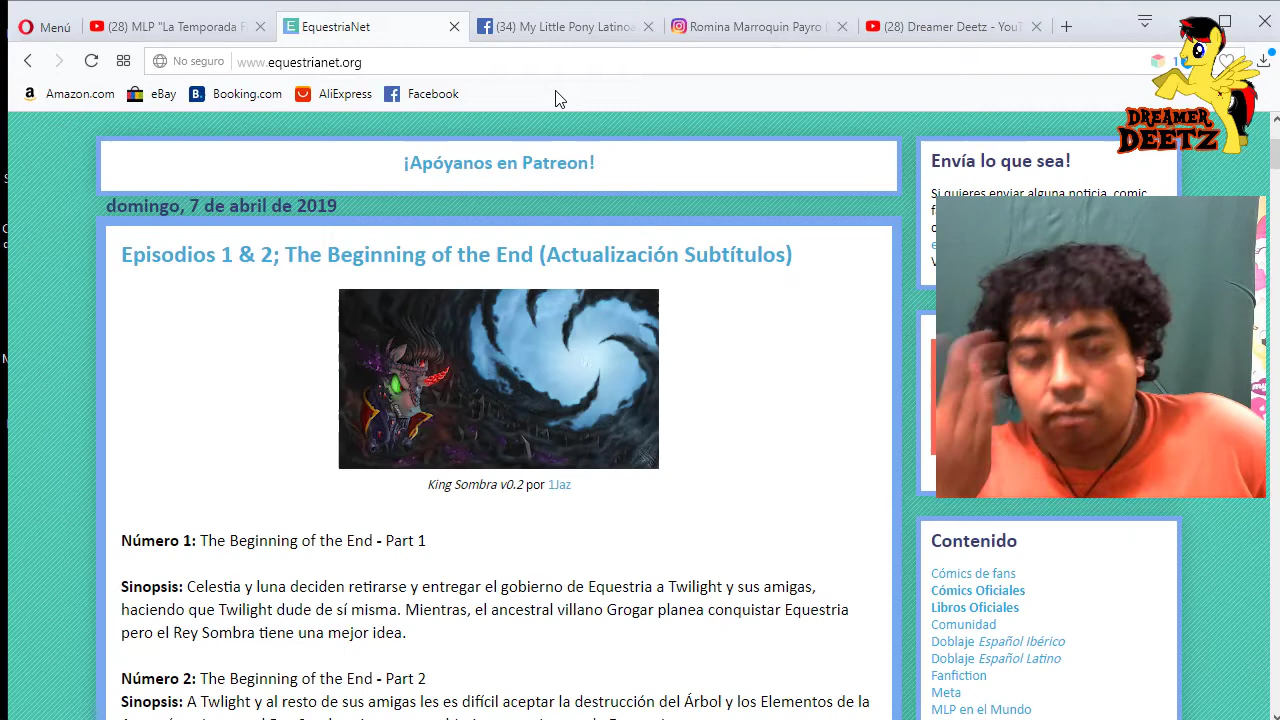 Menú
(28) MLP "La Temporada F
EquestriaNet
(34) My Little Pony Latinoa
Romina Marroquin Payro (
(28) Dreamer Deetz - YouT
No seguro
www.equestrianet.org
Amazon.com
eBay
Booking.com
AliExpress
Facebook
DREAMER
DEETZ
¡Apóyanos en Patreon!
domingo, 7 de abril de 2019
Episodios 1 & 2; The Beginning of the End (Actualización Subtítulos)
King Sombra v0.2 por 1Jaz
Número 1: The Beginning of the End - Part 1
Sinopsis: Celestia y luna deciden retirarse y entregar el gobierno de Equestria a Twilight y sus amigas,
haciendo que Twilight dude de sí misma. Mientras, el ancestral villano Grogar planea conquistar Equestria
pero el Rey Sombra tiene una mejor idea.
Número 2: The Beginning of the End - Part 2
Sinopsis: A Twlight y al resto de sus amigas les es difícil aceptar la destrucción del Árbol y los Elementos de la
Envía lo que sea!
Si quieres enviar alguna noticia, comic
Contenido
Cómics de fans
Cómics Oficiales
Libros Oficiales
Comunidad
Doblaje Español Ibérico
Doblaje Español Latino
Fanfiction
Meta
MLP en el Mundo